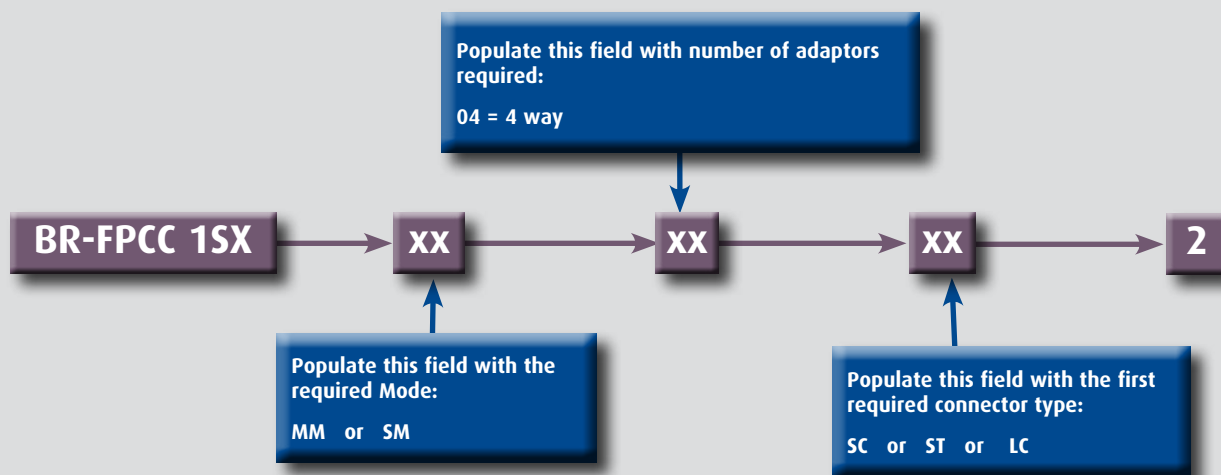 Populate this field with number of adaptors
required:
04 = 4 way
BR-FPCC 1SX
xx
xx
xx
2
Populate this field with the
required Mode:
MM or SM
Populate this field with the first
required connector type:
SC or ST or LC